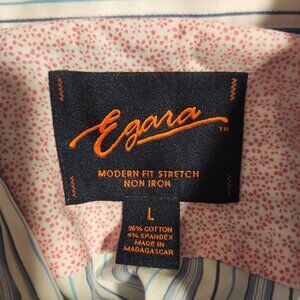 Egara ™
MODERN FIT STRETCH
NON IRON
L
96% COTTON
4% SPANDEX
MADE IN
MADAGASCAR